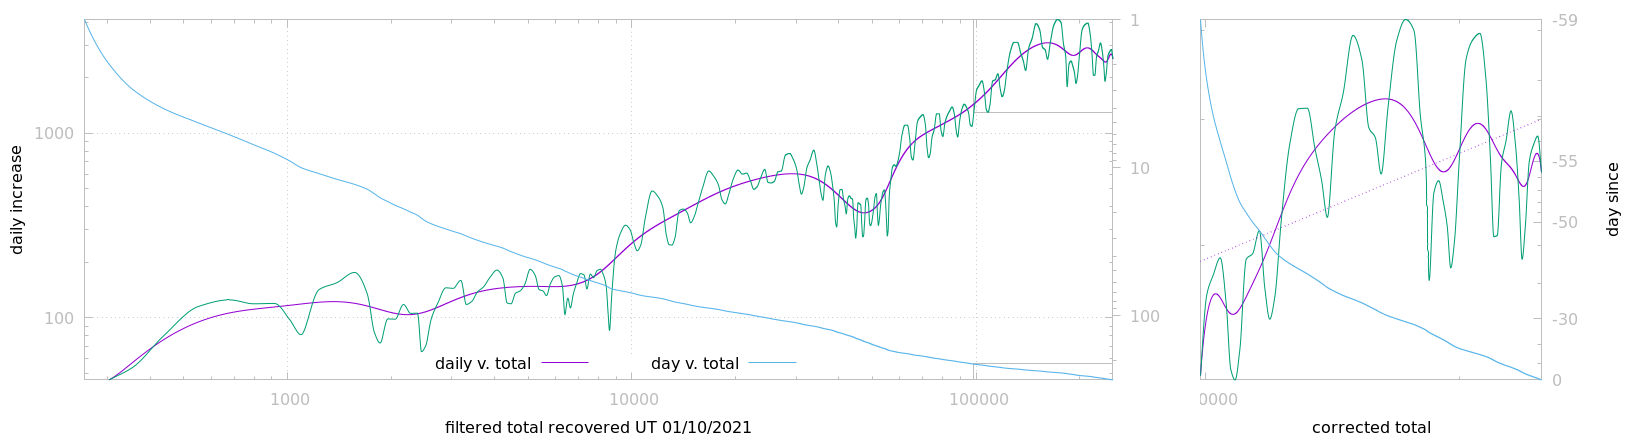 daily increase
1000
100
1000
10000
100000
filtered total recovered UT 01/10/2021
daily v. total
day v. total
1
10
100
0000
corrected total
-59
-55
-50
-30
0
day since